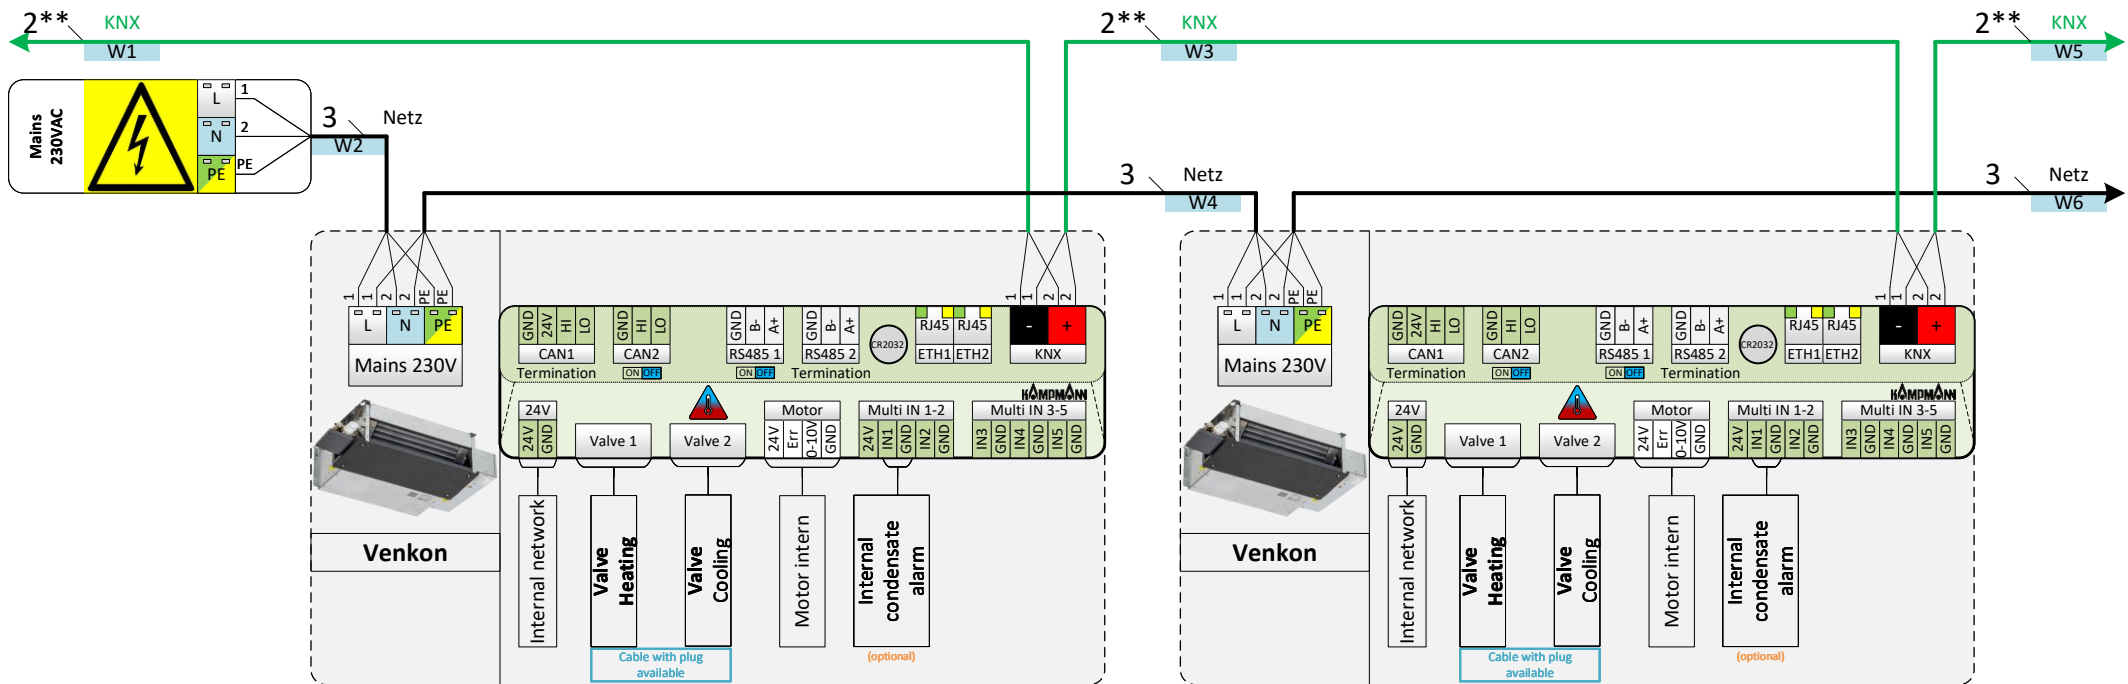 2** KNX
W1
2** KNX
W3
2** KNX
W5
Mains
230VAC
L
N
PE
1
2
PE
3 Netz
W2
3 Netz
W4
3 Netz
W6
1 1 2 2 PE PE
L N PE
Mains 230V
Venkon
GND 24V HI LO
CAN1
GND HI LO
CAN2
GND B- A+
RS485 1
GND B- A+
RS485 2
CR2032
RJ45 RJ45
ETH1 ETH2
1 1 2 2
- +
KNX
Termination
ON OFF
ON OFF
Termination
KAMPMANN
24V
24V GND
Valve 1
Valve 2
Motor
24V Err 0-10V GND
Multi IN 1-2
24V IN1 GND IN2 GND
Multi IN 3-5
IN3 GND IN4 GND IN5 GND
Internal network
Valve
Heating
Valve
Cooling
Motor intern
Internal
condensate
alarm
Cable with plug
available
(optional)
1 1 2 2 PE PE
L N PE
Mains 230V
Venkon
GND 24V HI LO
CAN1
GND HI LO
CAN2
GND B- A+
RS485 1
GND B- A+
RS485 2
CR2032
RJ45 RJ45
ETH1 ETH2
1 1 2 2
- +
KNX
Termination
ON OFF
ON OFF
Termination
KAMPMANN
24V
24V GND
Valve 1
Valve 2
Motor
24V Err 0-10V GND
Multi IN 1-2
24V IN1 GND IN2 GND
Multi IN 3-5
IN3 GND IN4 GND IN5 GND
Internal network
Valve
Heating
Valve
Cooling
Motor intern
Internal
condensate
alarm
Cable with plug
available
(optional)